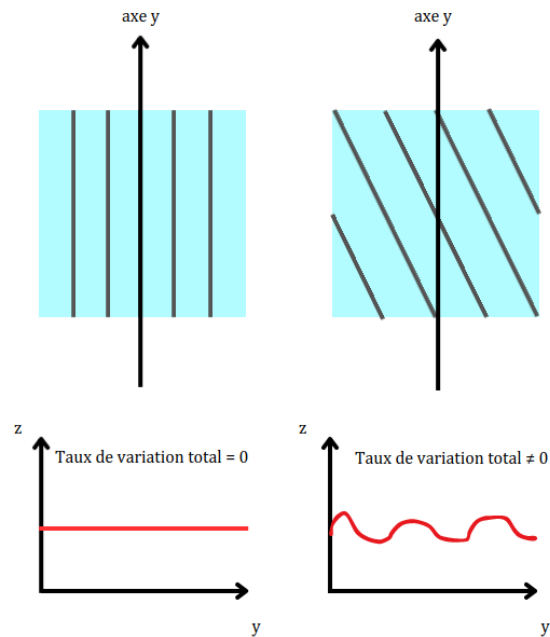 axe y
axe y
z
Taux de variation total = 0
y
z
Taux de variation total ≠ 0
y